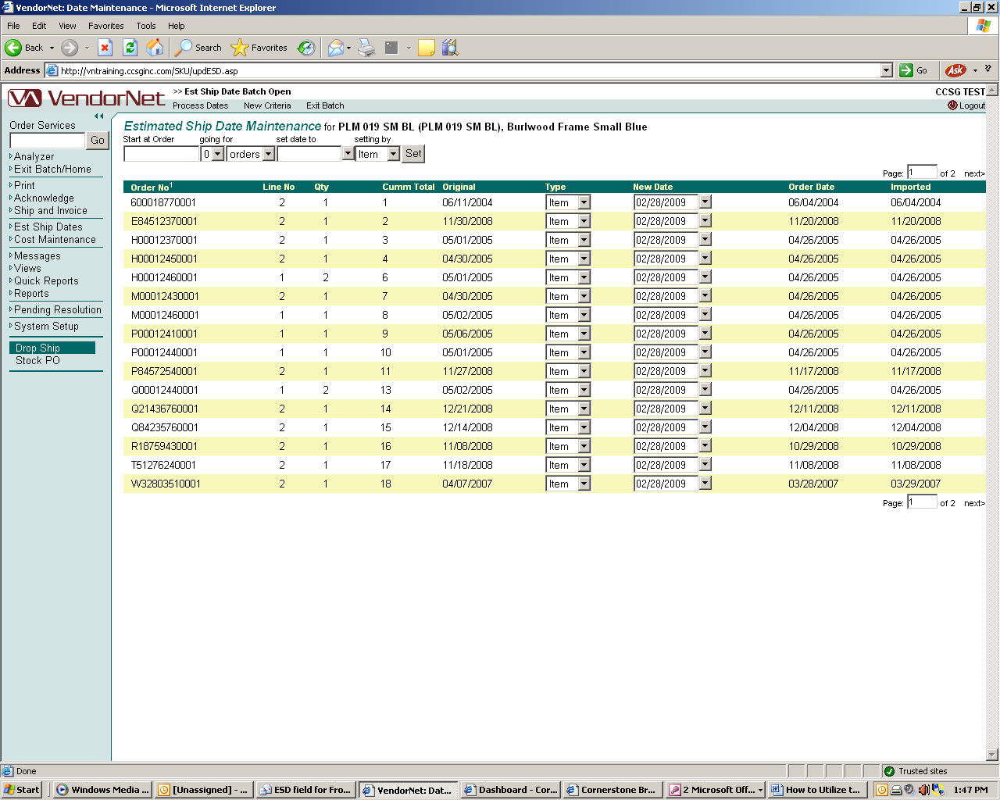 VendorNet: Date Maintenance - Microsoft Internet Explorer
File Edit View Favorites Tools Help
Back Search Favorites
Address http://vntraining.ccsginc.com/SKU/updESD.asp Go Ask
VA VendorNet >> Est Ship Date Batch Open CCSG TEST
Process Dates New Criteria Exit Batch Logout
Order Services
Go
Analyzer
Exit Batch/Home
Print
Acknowledge
Ship and Invoice
Est Ship Dates
Cost Maintenance
Messages
Views
Quick Reports
Reports
Pending Resolution
System Setup
Drop Ship
Stock PO
Estimated Ship Date Maintenance for PLM 019 SM BL (PLM 019 SM BL), Burlwood Frame Small Blue
Start at Order going for set date to setting by
0 orders Item Set
Page: 1 of 2 next>
Order No1 Line No Qty Cumm Total Original Type New Date Order Date Imported
600018770001 2 1 1 06/11/2004 Item 02/28/2009 06/04/2004 06/04/2004
E84512370001 2 1 2 11/30/2008 Item 02/28/2009 11/20/2008 11/20/2008
H00012370001 2 1 3 05/01/2005 Item 02/28/2009 04/26/2005 04/26/2005
H00012450001 2 1 4 04/30/2005 Item 02/28/2009 04/26/2005 04/26/2005
H00012460001 1 2 6 05/01/2005 Item 02/28/2009 04/26/2005 04/26/2005
M00012430001 2 1 7 04/30/2005 Item 02/28/2009 04/26/2005 04/26/2005
M00012460001 1 1 8 05/02/2005 Item 02/28/2009 04/26/2005 04/26/2005
P00012410001 1 1 9 05/06/2005 Item 02/28/2009 04/26/2005 04/26/2005
P00012440001 1 1 10 05/01/2005 Item 02/28/2009 04/26/2005 04/26/2005
P84572540001 2 1 11 11/27/2008 Item 02/28/2009 11/17/2008 11/17/2008
Q00012440001 1 2 13 05/02/2005 Item 02/28/2009 04/26/2005 04/26/2005
Q21436760001 2 1 14 12/21/2008 Item 02/28/2009 12/11/2008 12/11/2008
Q84235760001 2 1 15 12/14/2008 Item 02/28/2009 12/04/2008 12/04/2008
R18759430001 2 1 16 11/08/2008 Item 02/28/2009 10/29/2008 10/29/2008
T51276240001 2 1 17 11/18/2008 Item 02/28/2009 11/08/2008 11/08/2008
W32803510001 2 1 18 04/07/2007 Item 02/28/2009 03/28/2007 03/29/2007
Page: 1 of 2 next>
Done Trusted sites
Start Windows Media ... [Unassigned] - ... ESD field for Fro... VendorNet: Dat... Dashboard - Cor... Cornerstone Br... 2 Microsoft Off... How to Utilize t... 1:47 PM